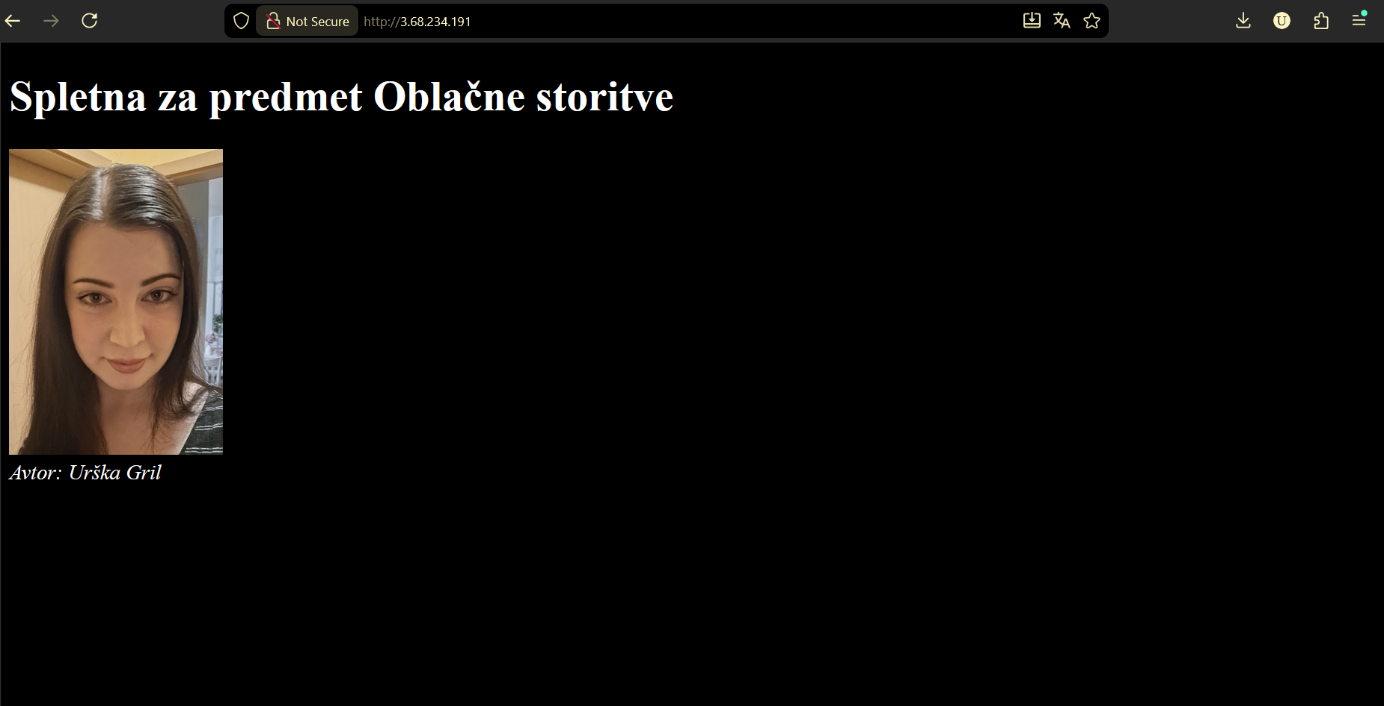 Not Secure http://3.68.234.191
U
Spletna za predmet Oblačne storitve
Avtor: Urška Gril